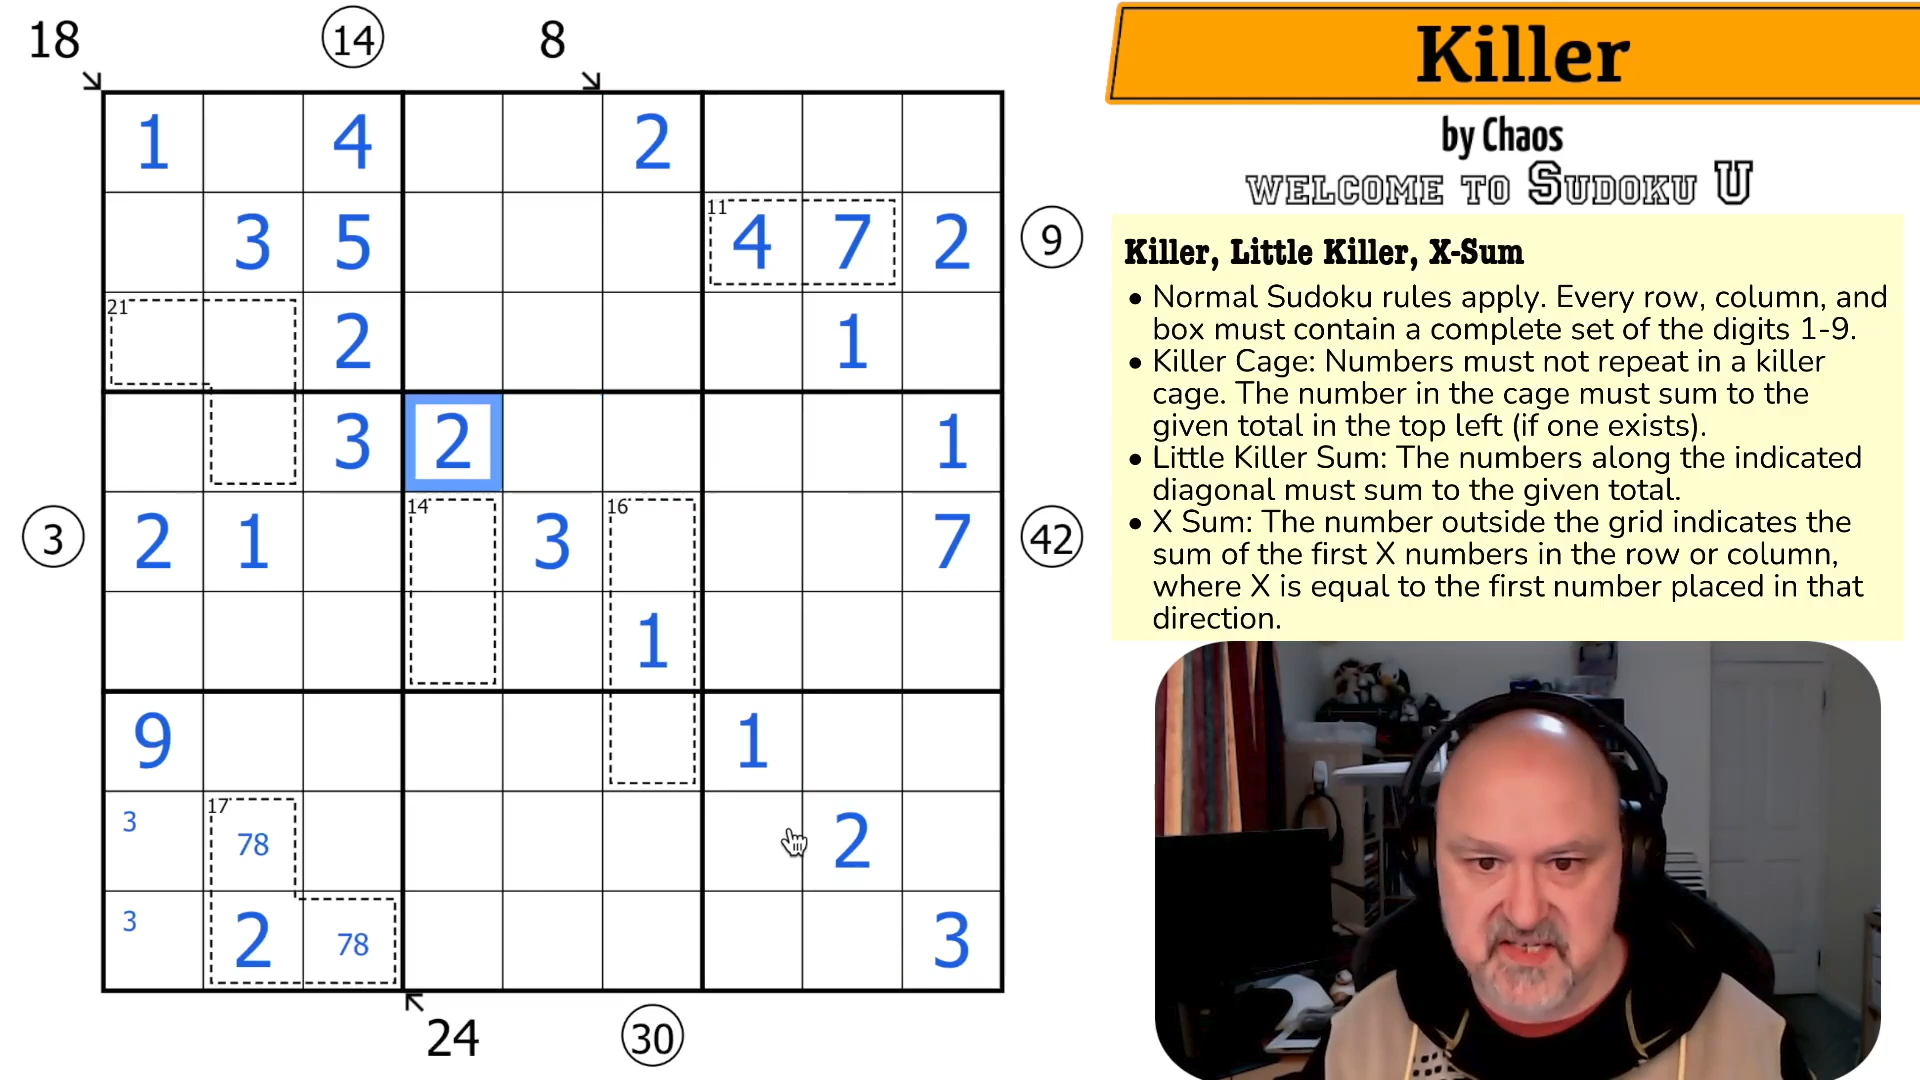 18 14 8
1 4 2
3 5 11 4 7 2 9
21 2 1
3 2 1
3 2 1 14 3 16 7 42
1
9 1
3 17 78 2
3 2 78 3
24 30
Killer
by Chaos
WELCOME TO SUDOKU U
Killer, Little Killer, X-Sum
• Normal Sudoku rules apply. Every row, column, and
box must contain a complete set of the digits 1-9.
• Killer Cage: Numbers must not repeat in a killer
cage. The number in the cage must sum to the
given total in the top left (if one exists).
• Little Killer Sum: The numbers along the indicated
diagonal must sum to the given total.
• X Sum: The number outside the grid indicates the
sum of the first X numbers in the row or column,
where X is equal to the first number placed in that
direction.